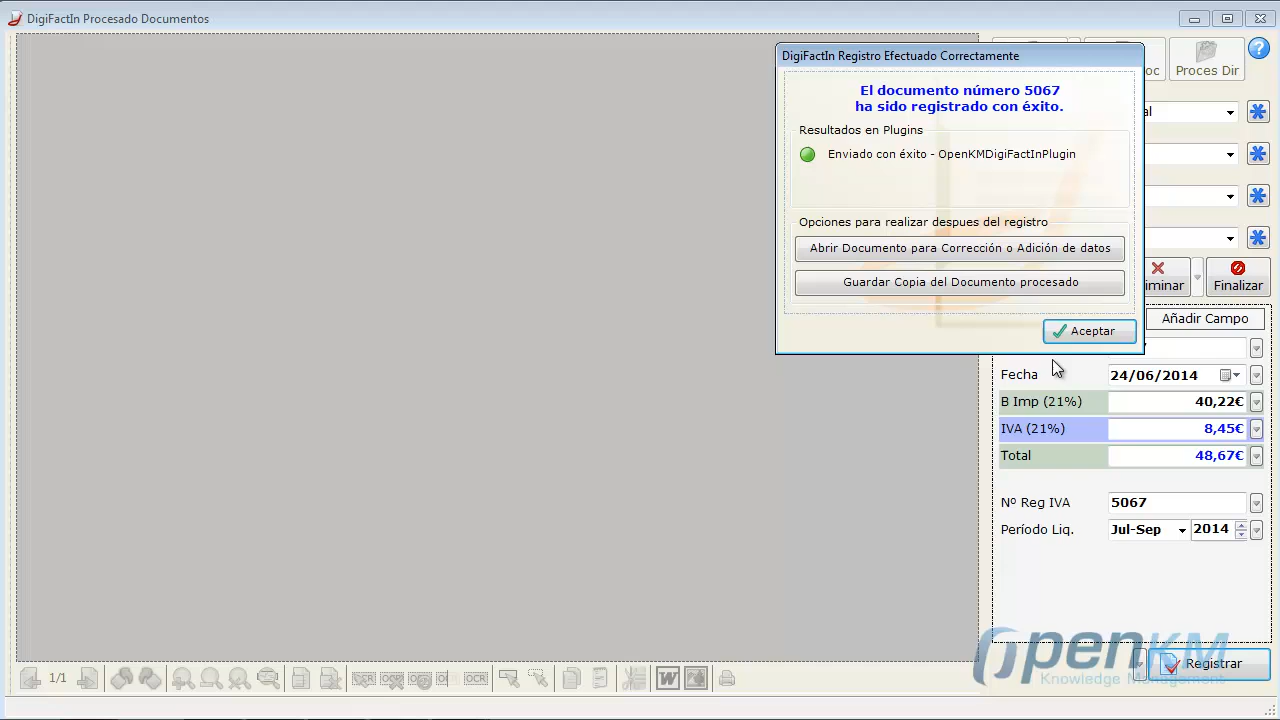 DigiFactIn Procesado Documentos
DigiFactIn Registro Efectuado Correctamente
El documento número 5067
ha sido registrado con éxito.
Resultados en Plugins
Enviado con éxito - OpenKMDigiFactInPlugin
Opciones para realizar despues del registro
Abrir Documento para Corrección o Adición de datos
Guardar Copia del Documento procesado
Aceptar
oc
Proces Dir
al
iminar
Finalizar
Añadir Campo
Fecha 24/06/2014
B Imp (21%) 40,22€
IVA (21%) 8,45€
Total 48,67€
Nº Reg IVA 5067
Período Liq. Jul-Sep 2014
1/1
W
OpenKM
Knowledge Management
Registrar